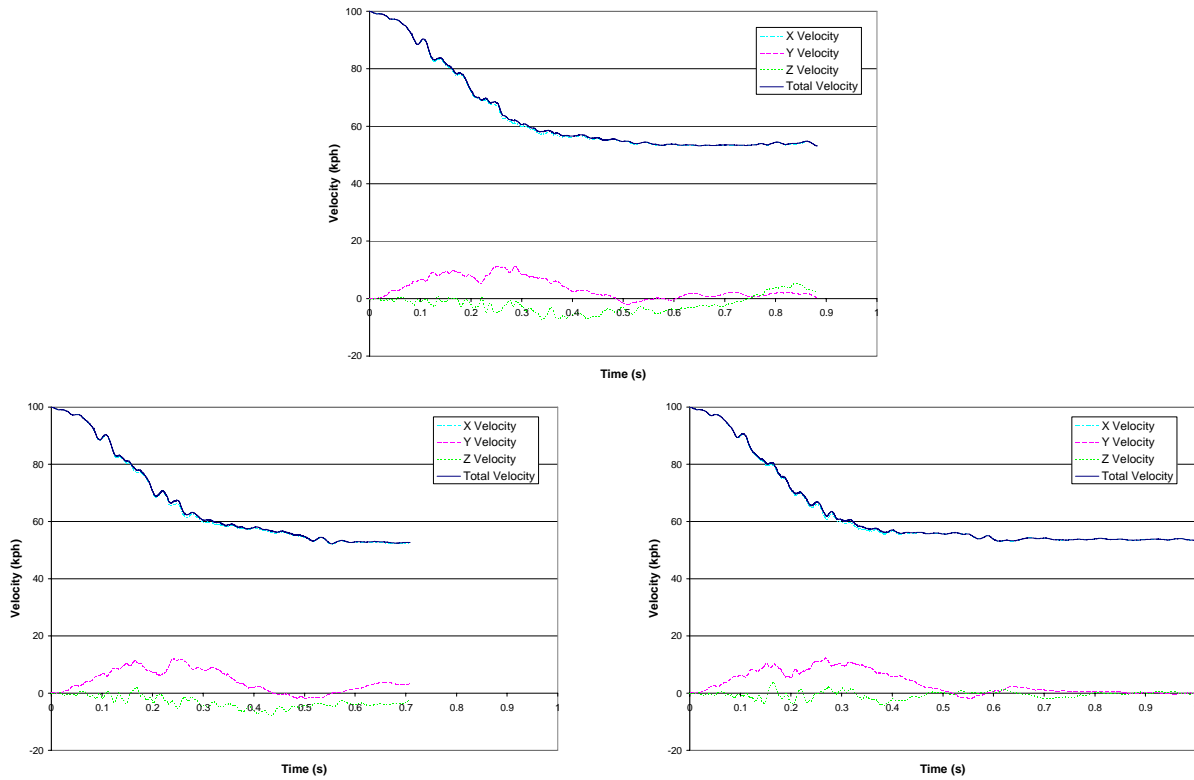 100
80
60
40
20
0
-20
Velocity (kph)
X Velocity
Y Velocity
Z Velocity
Total Velocity
0 0.1 0.2 0.3 0.4 0.5 0.6 0.7 0.8 0.9 1
Time (s)
100
80
60
40
20
0
-20
Velocity (kph)
X Velocity
Y Velocity
Z Velocity
Total Velocity
0 0.1 0.2 0.3 0.4 0.5 0.6 0.7 0.8 0.9 1
Time (s)
100
80
60
40
20
0
-20
Velocity (kph)
X Velocity
Y Velocity
Z Velocity
Total Velocity
0 0.1 0.2 0.3 0.4 0.5 0.6 0.7 0.8 0.9
Time (s)